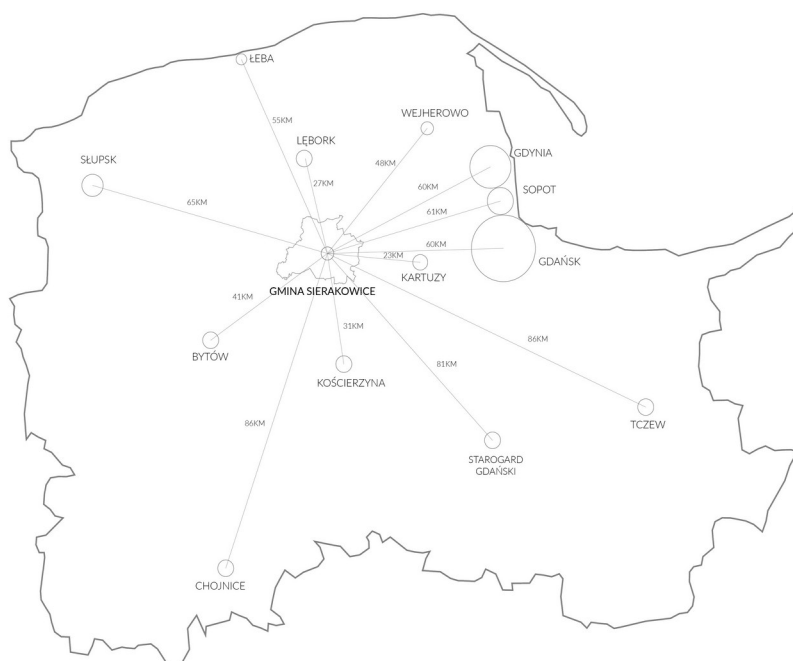 ŁEBA
WEJHEROWO
55KM
LĘBORK
GDYNIA
SŁUPSK
48KM
27KM
60KM
SOPOT
65KM
61KM
60KM
23KM
GDAŃSK
KARTUZY
GMINA SIERAKOWICE
41KM
31KM
86KM
BYTÓW
81KM
KOŚCIERZYNA
86KM
TCZEW
STAROGARD
GDAŃSKI
CHOJNICE